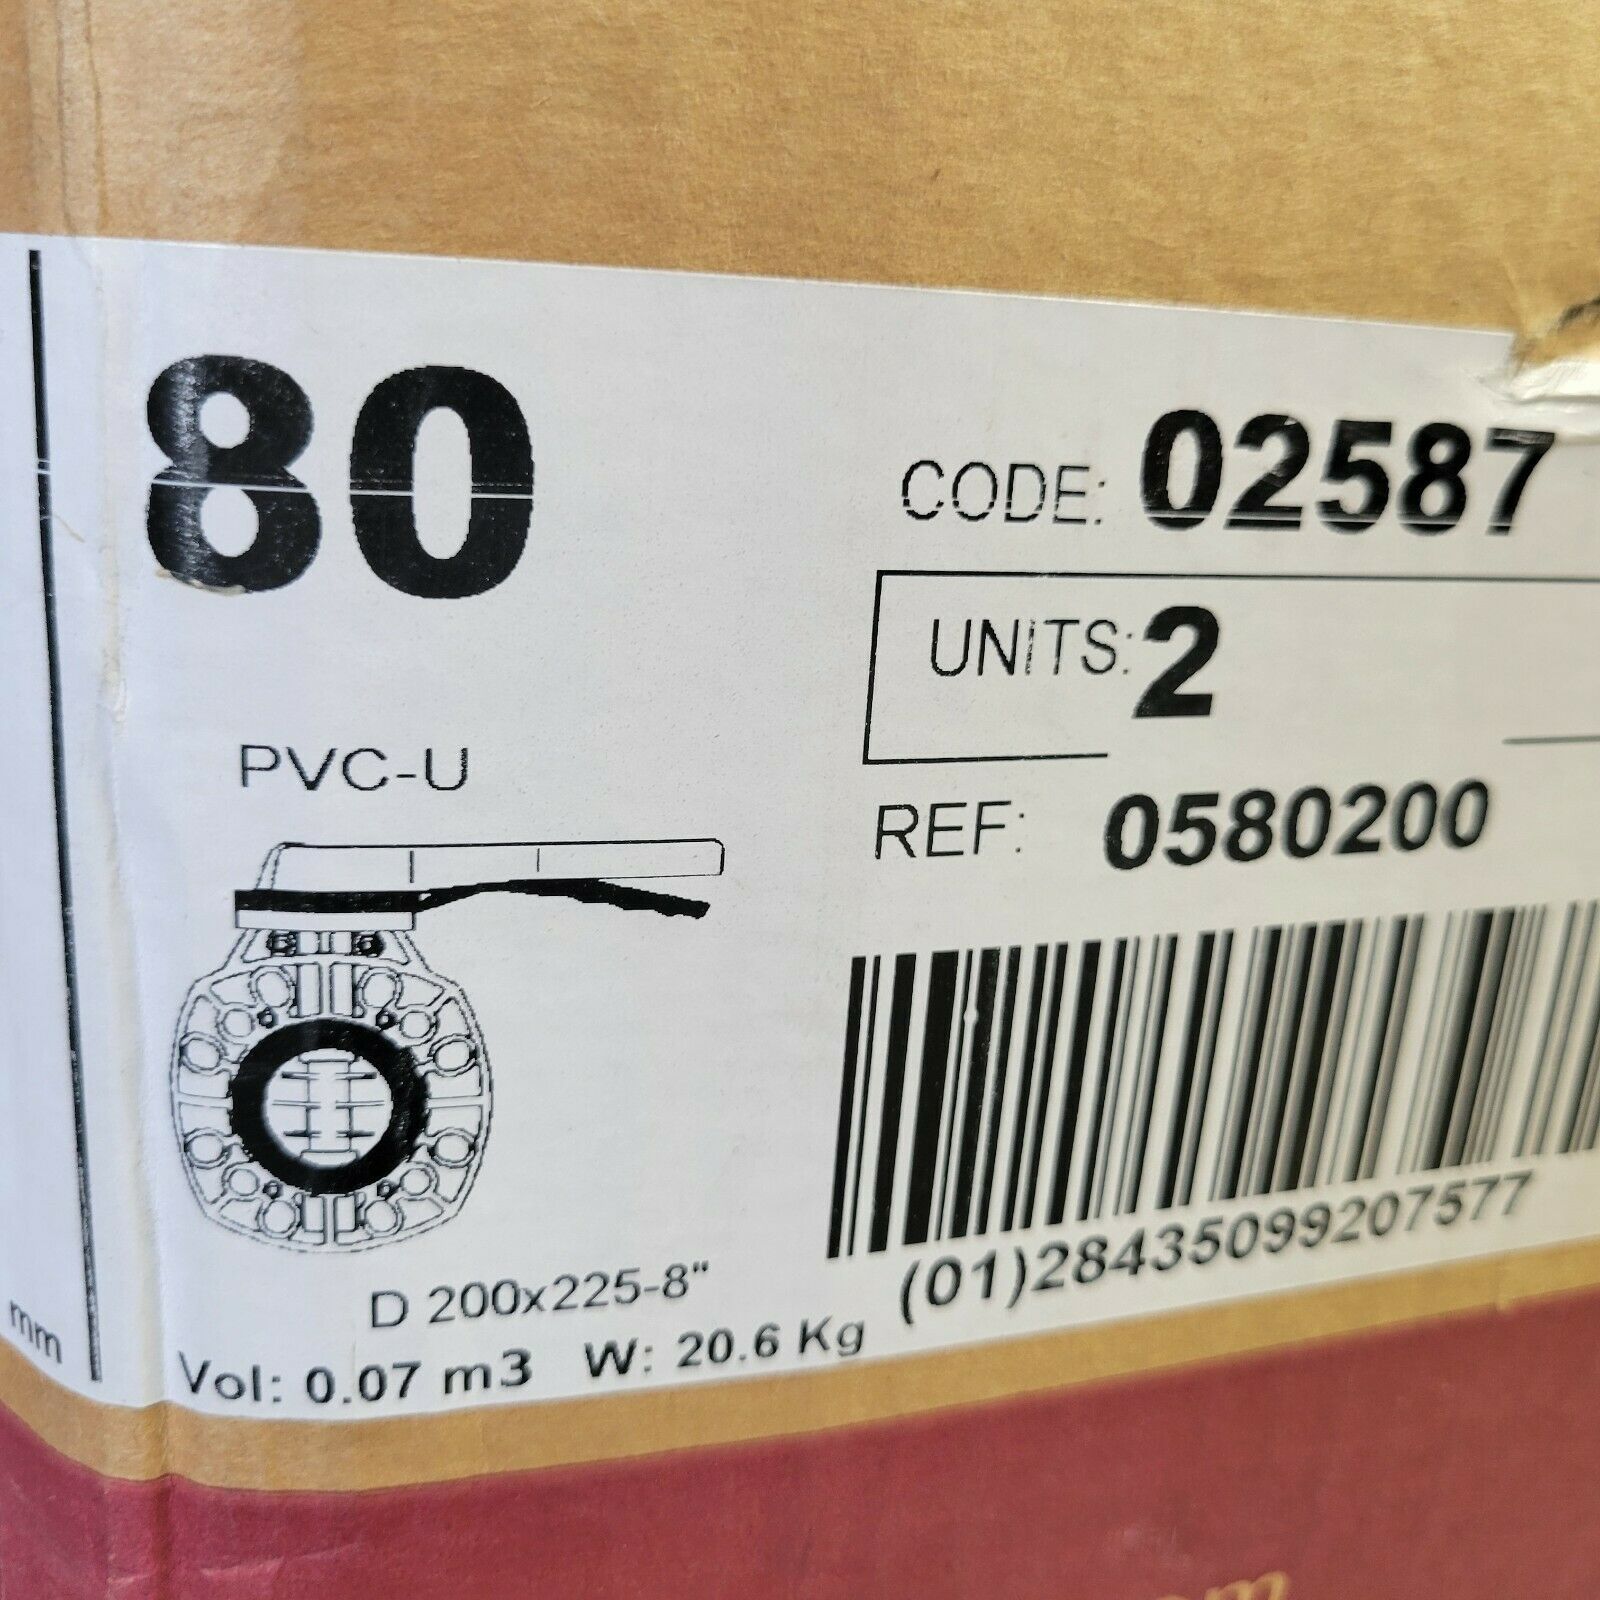 80
CODE: 02587
UNITS: 2
PVC-U
REF: 0580200
(01)28435099207577
D 200x225-8"
mm
Vol: 0.07 m3 W: 20.6 Kg